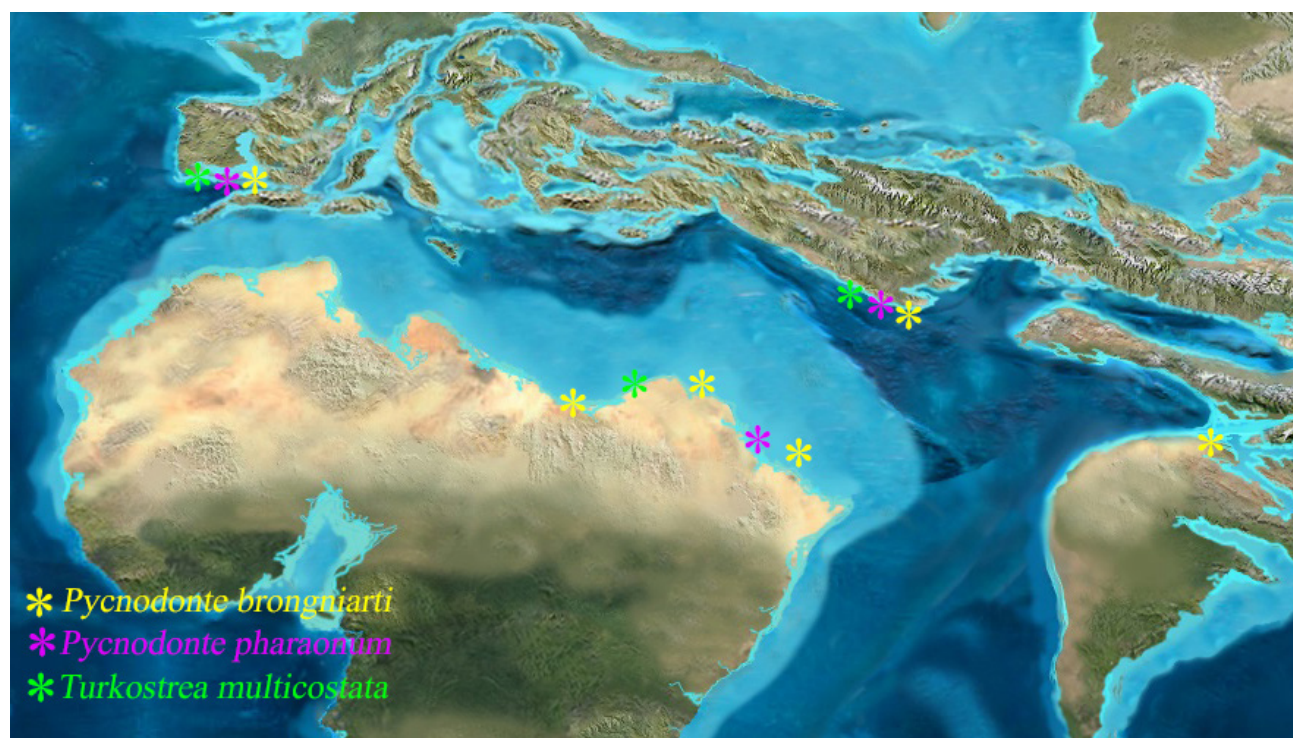 * Pycnodonte brongniarti
* Pycnodonte pharaonum
* Turkostrea multicostata